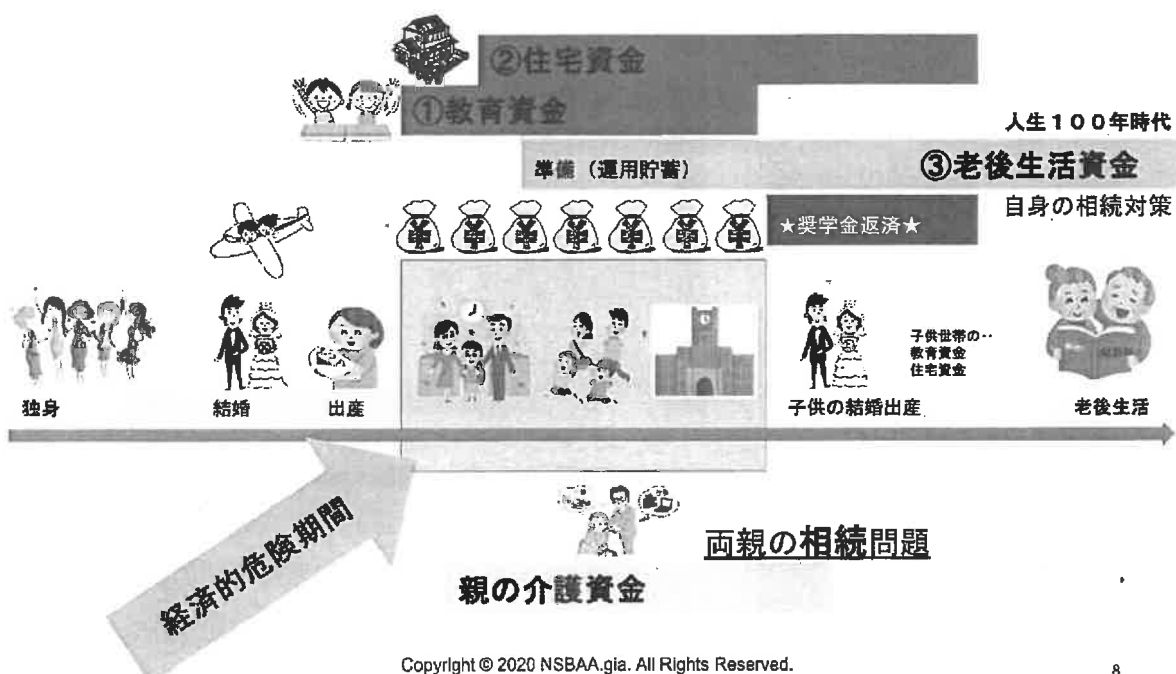 ②住宅資金
①教育資金
人生１００年時代
準備（運用貯蓄）
③老後生活資金
★奨学金返済★
自身の相続対策
子供世帯の‥
教育資金
住宅資金
独身
結婚
出産
子供の結婚出産
老後生活
経済的危険期間
両親の相続問題
親の介護資金
Copyright © 2020 NSBAA.gia. All Rights Reserved.
8